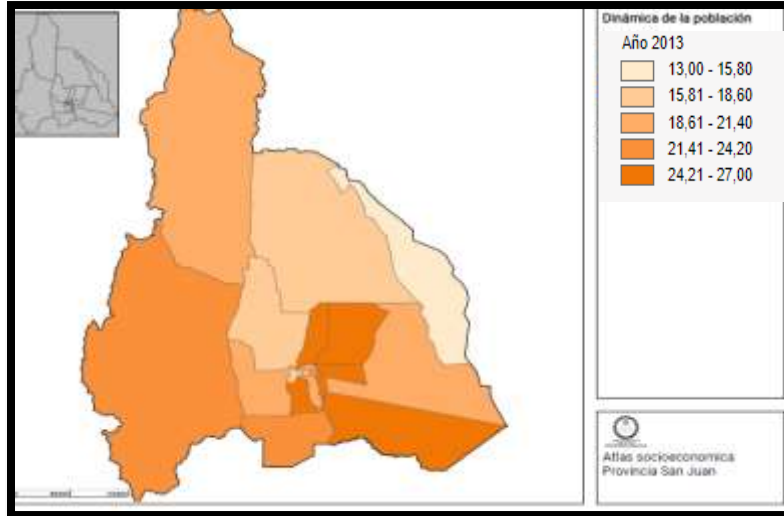 Dinámica de la población
Año 2013
13,00 - 15,80
15,81 - 18,60
18,61 - 21,40
21,41 - 24,20
24,21 - 27,00
Atlas socioeconomica
Provincia San Juan